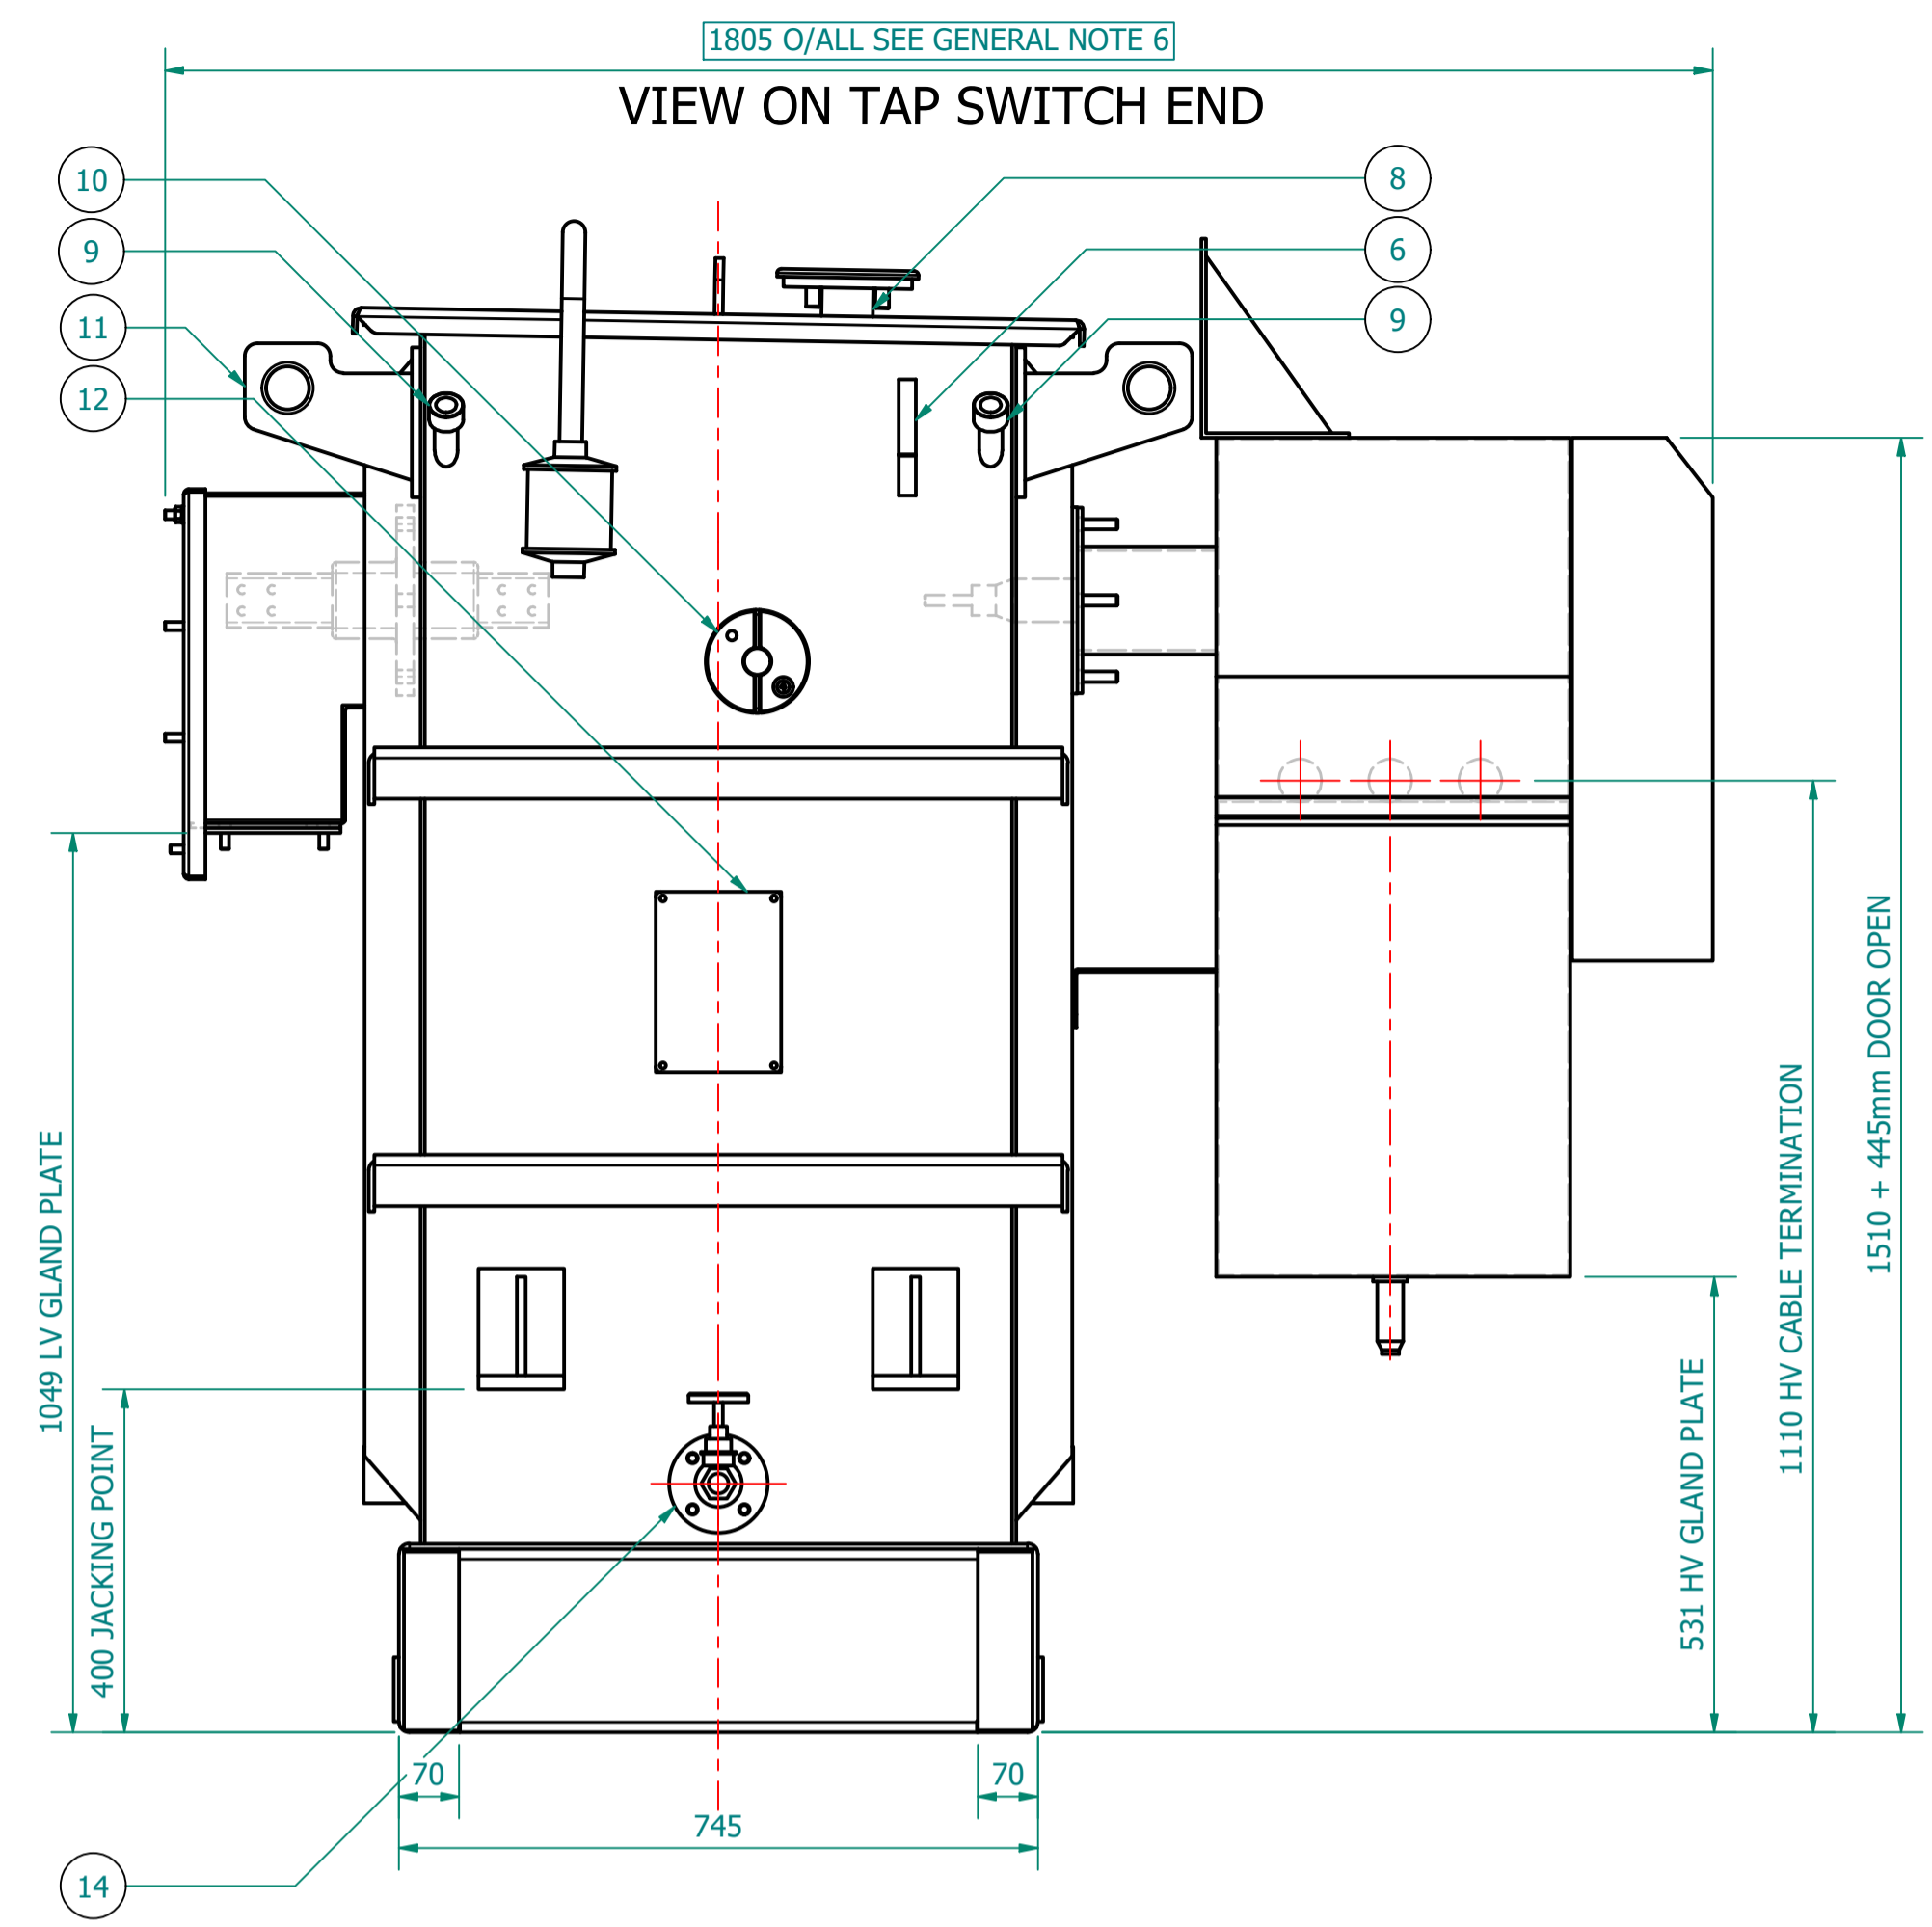 1805 O/ALL SEE GENERAL NOTE 6
VIEW ON TAP SWITCH END
10
8
9
6
11
9
12
1049 LV GLAND PLATE
400 JACKING POINT
531 HV GLAND PLATE
1110 HV CABLE TERMINATION
1510 + 445mm DOOR OPEN
70
70
745
14